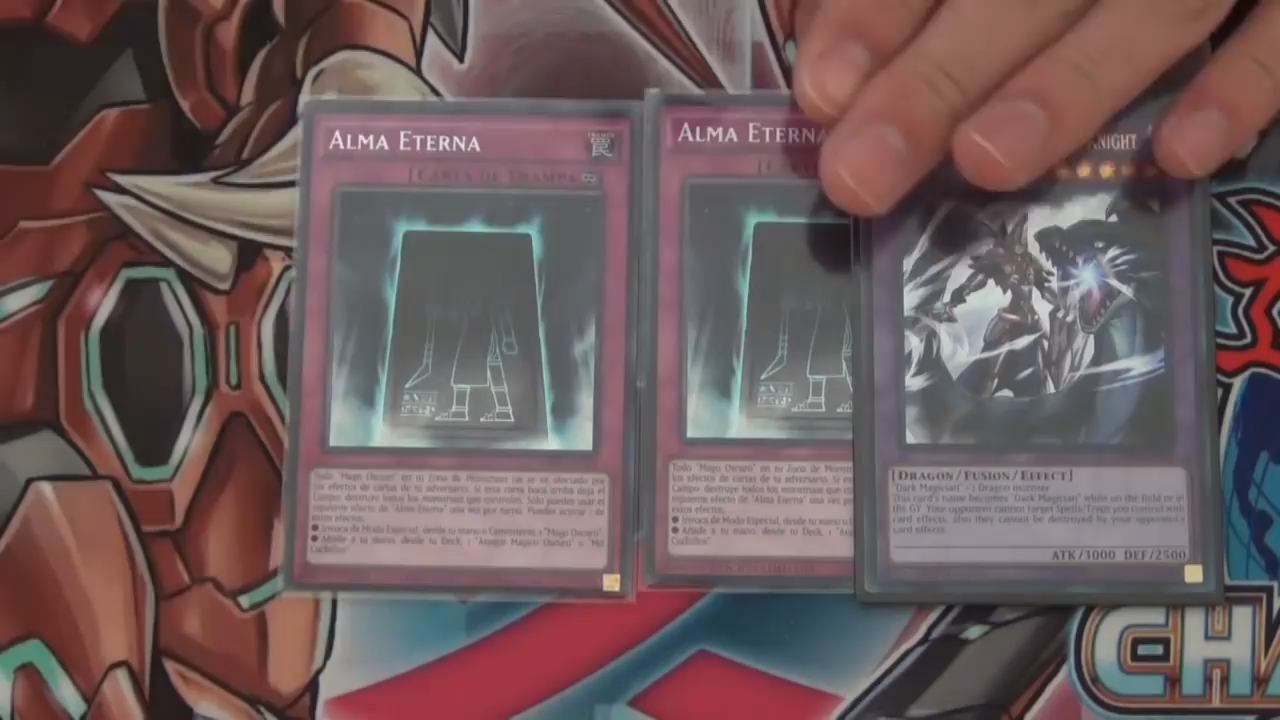 ALMA ETERNA
[CARTA DE TRAMPA
Todo "Mago Oscuro" en tu Zona de Monstruos no se ve afectado por
los efectos de cartas de tu adversario. Si esta carta boca arriba deja el
Campo: destruye todos los monstruos que controles. Sólo puedes usar el
siguiente efecto de "Alma Eterna" una vez por turno. Puedes activar 1 de
estos efectos.
● Invoca de Modo Especial, desde tu mano o Cementerio, 1 "Mago Oscuro"
● Añade a tu mano, desde tu Deck, 1 "Ataque Mágico Oscuro" o "Mil
Cuchillos"
ALMA ETERNA
Todo "Mago Oscuro" en tu Zona de Monstr
los efectos de cartas de tu adversario. Si
Campo: destruye todos los monstruos que co
siguiente efecto de "Alma Eterna" una vez po
estos efectos.
● Invoca de Modo Especial, desde tu mano
● Añade a tu mano, desde tu Deck, 1
Cuchillos"
KNIGHT
[DRAGON/FUSION/EFFECT]
"Dark Magician" + 1 Dragon monster
This card's name becomes "Dark Magician" while on the field or in
the GY. Your opponent cannot target Spells/Traps you control with
card effects, also they cannot be destroyed by your opponent's
card effects.
ATK/3000 DEF/2500
CHA